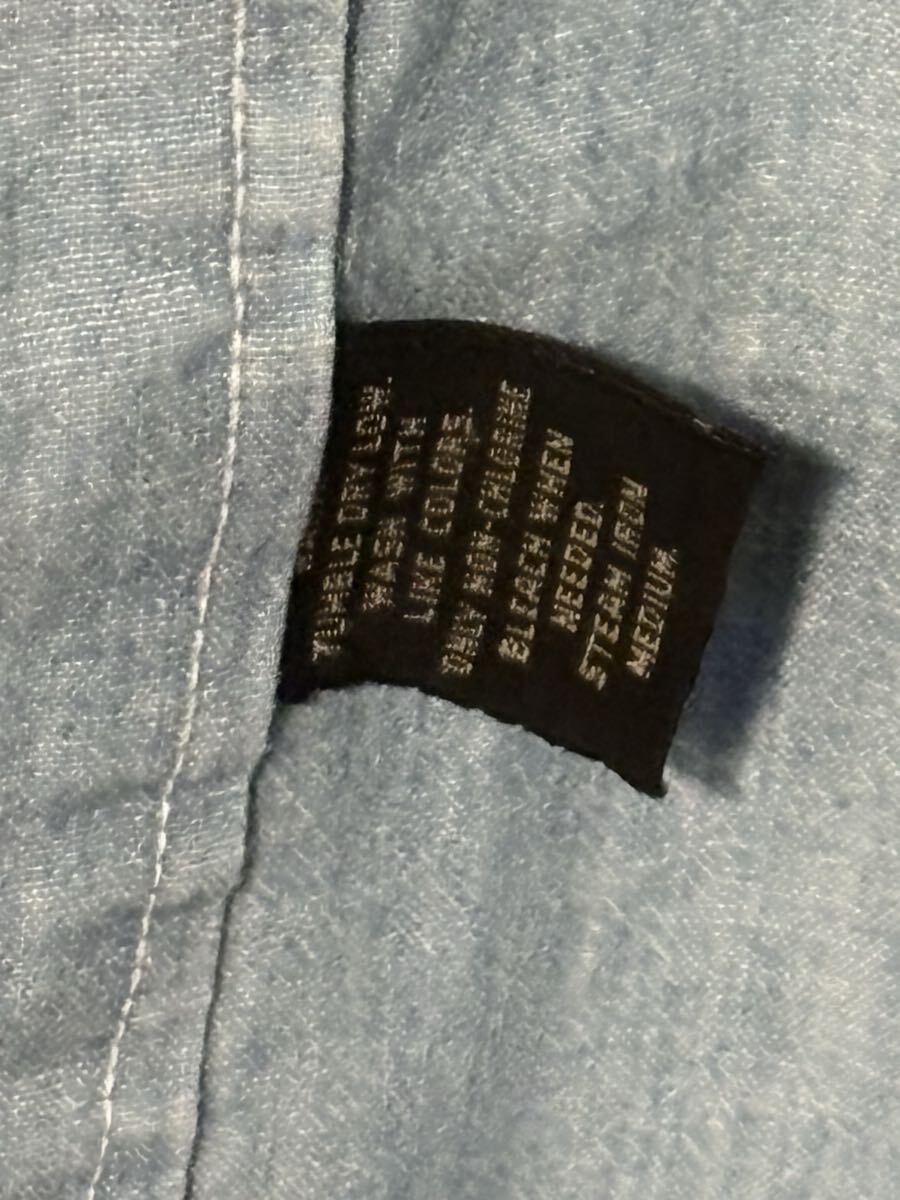 TUMBLE DRY LOW.
WASH WITH
LIKE COLORS.
ONLY NON-CHLORINE
BLEACH WHEN
NEEDED
STEAM IRON
MEDIUM.